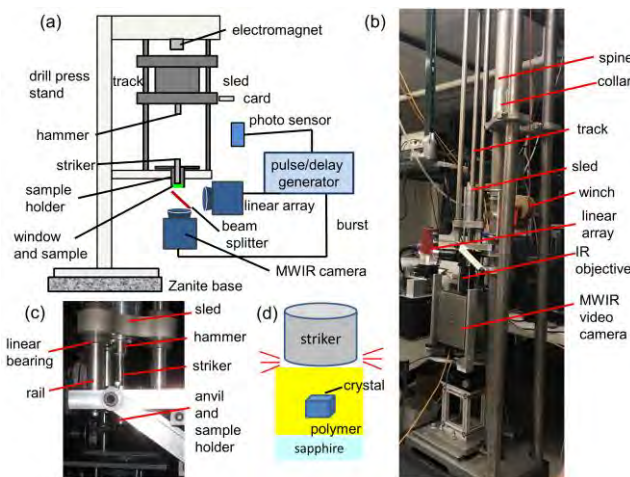 (a)
electromagnet
drill press
stand
track
sled
card
hammer
photo sensor
striker
pulse/delay
generator
sample
holder
linear array
window
and sample
beam
splitter
burst
MWIR camera
Zanite base
(b)
spine
collar
track
sled
winch
linear
array
IR
objective
MWIR
video
camera
(c)
sled
linear
bearing
hammer
striker
rail
anvil
and
sample
holder
(d)
striker
crystal
polymer
sapphire